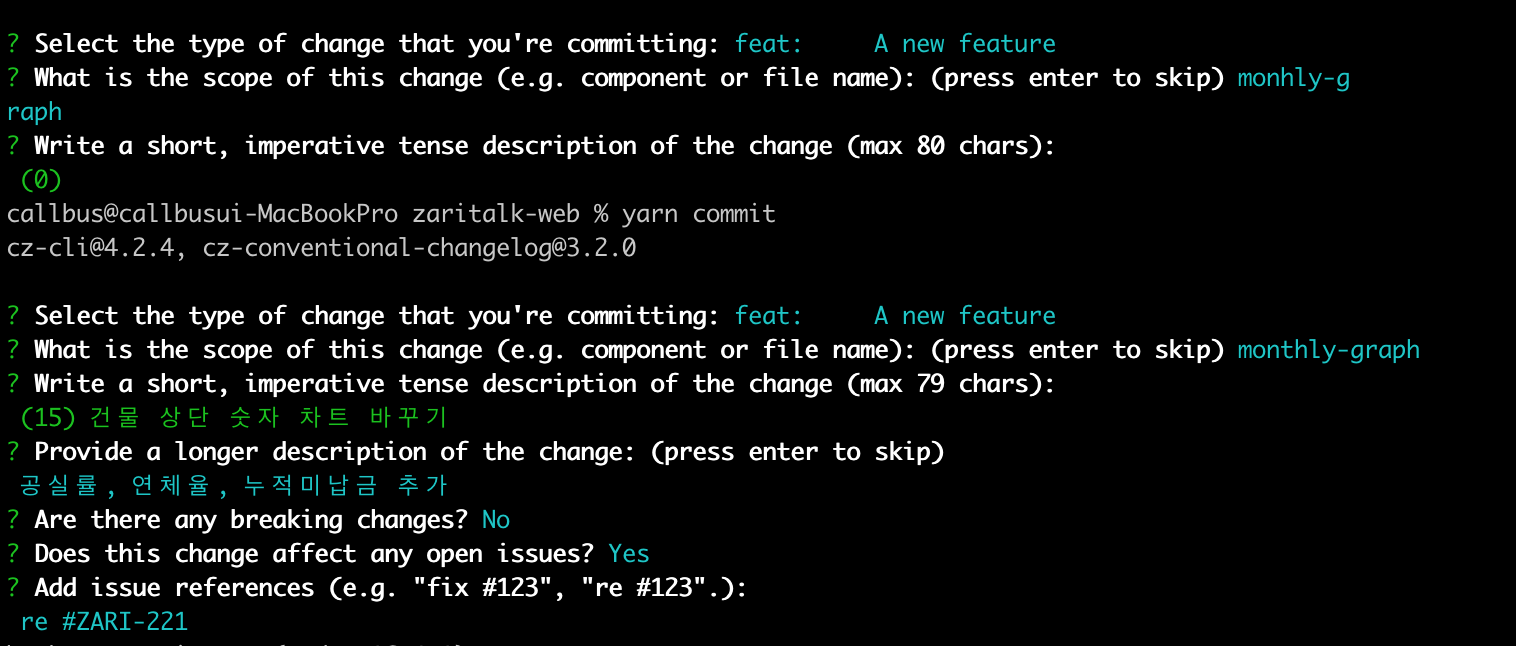 ? Select the type of change that you're committing: feat:     A new feature
? What is the scope of this change (e.g. component or file name): (press enter to skip) monhly-g
raph
? Write a short, imperative tense description of the change (max 80 chars):
 (0)
callbus@callbusui-MacBookPro zaritalk-web % yarn commit
cz-cli@4.2.4, cz-conventional-changelog@3.2.0
? Select the type of change that you're committing: feat:     A new feature
? What is the scope of this change (e.g. component or file name): (press enter to skip) monthly-graph
? Write a short, imperative tense description of the change (max 79 chars):
 (15) 건물 상단 숫자 차트 바꾸기
? Provide a longer description of the change: (press enter to skip)
 공실률, 연체율, 누적미납금 추가
? Are there any breaking changes? No
? Does this change affect any open issues? Yes
? Add issue references (e.g. "fix #123", "re #123".):
 re #ZARI-221